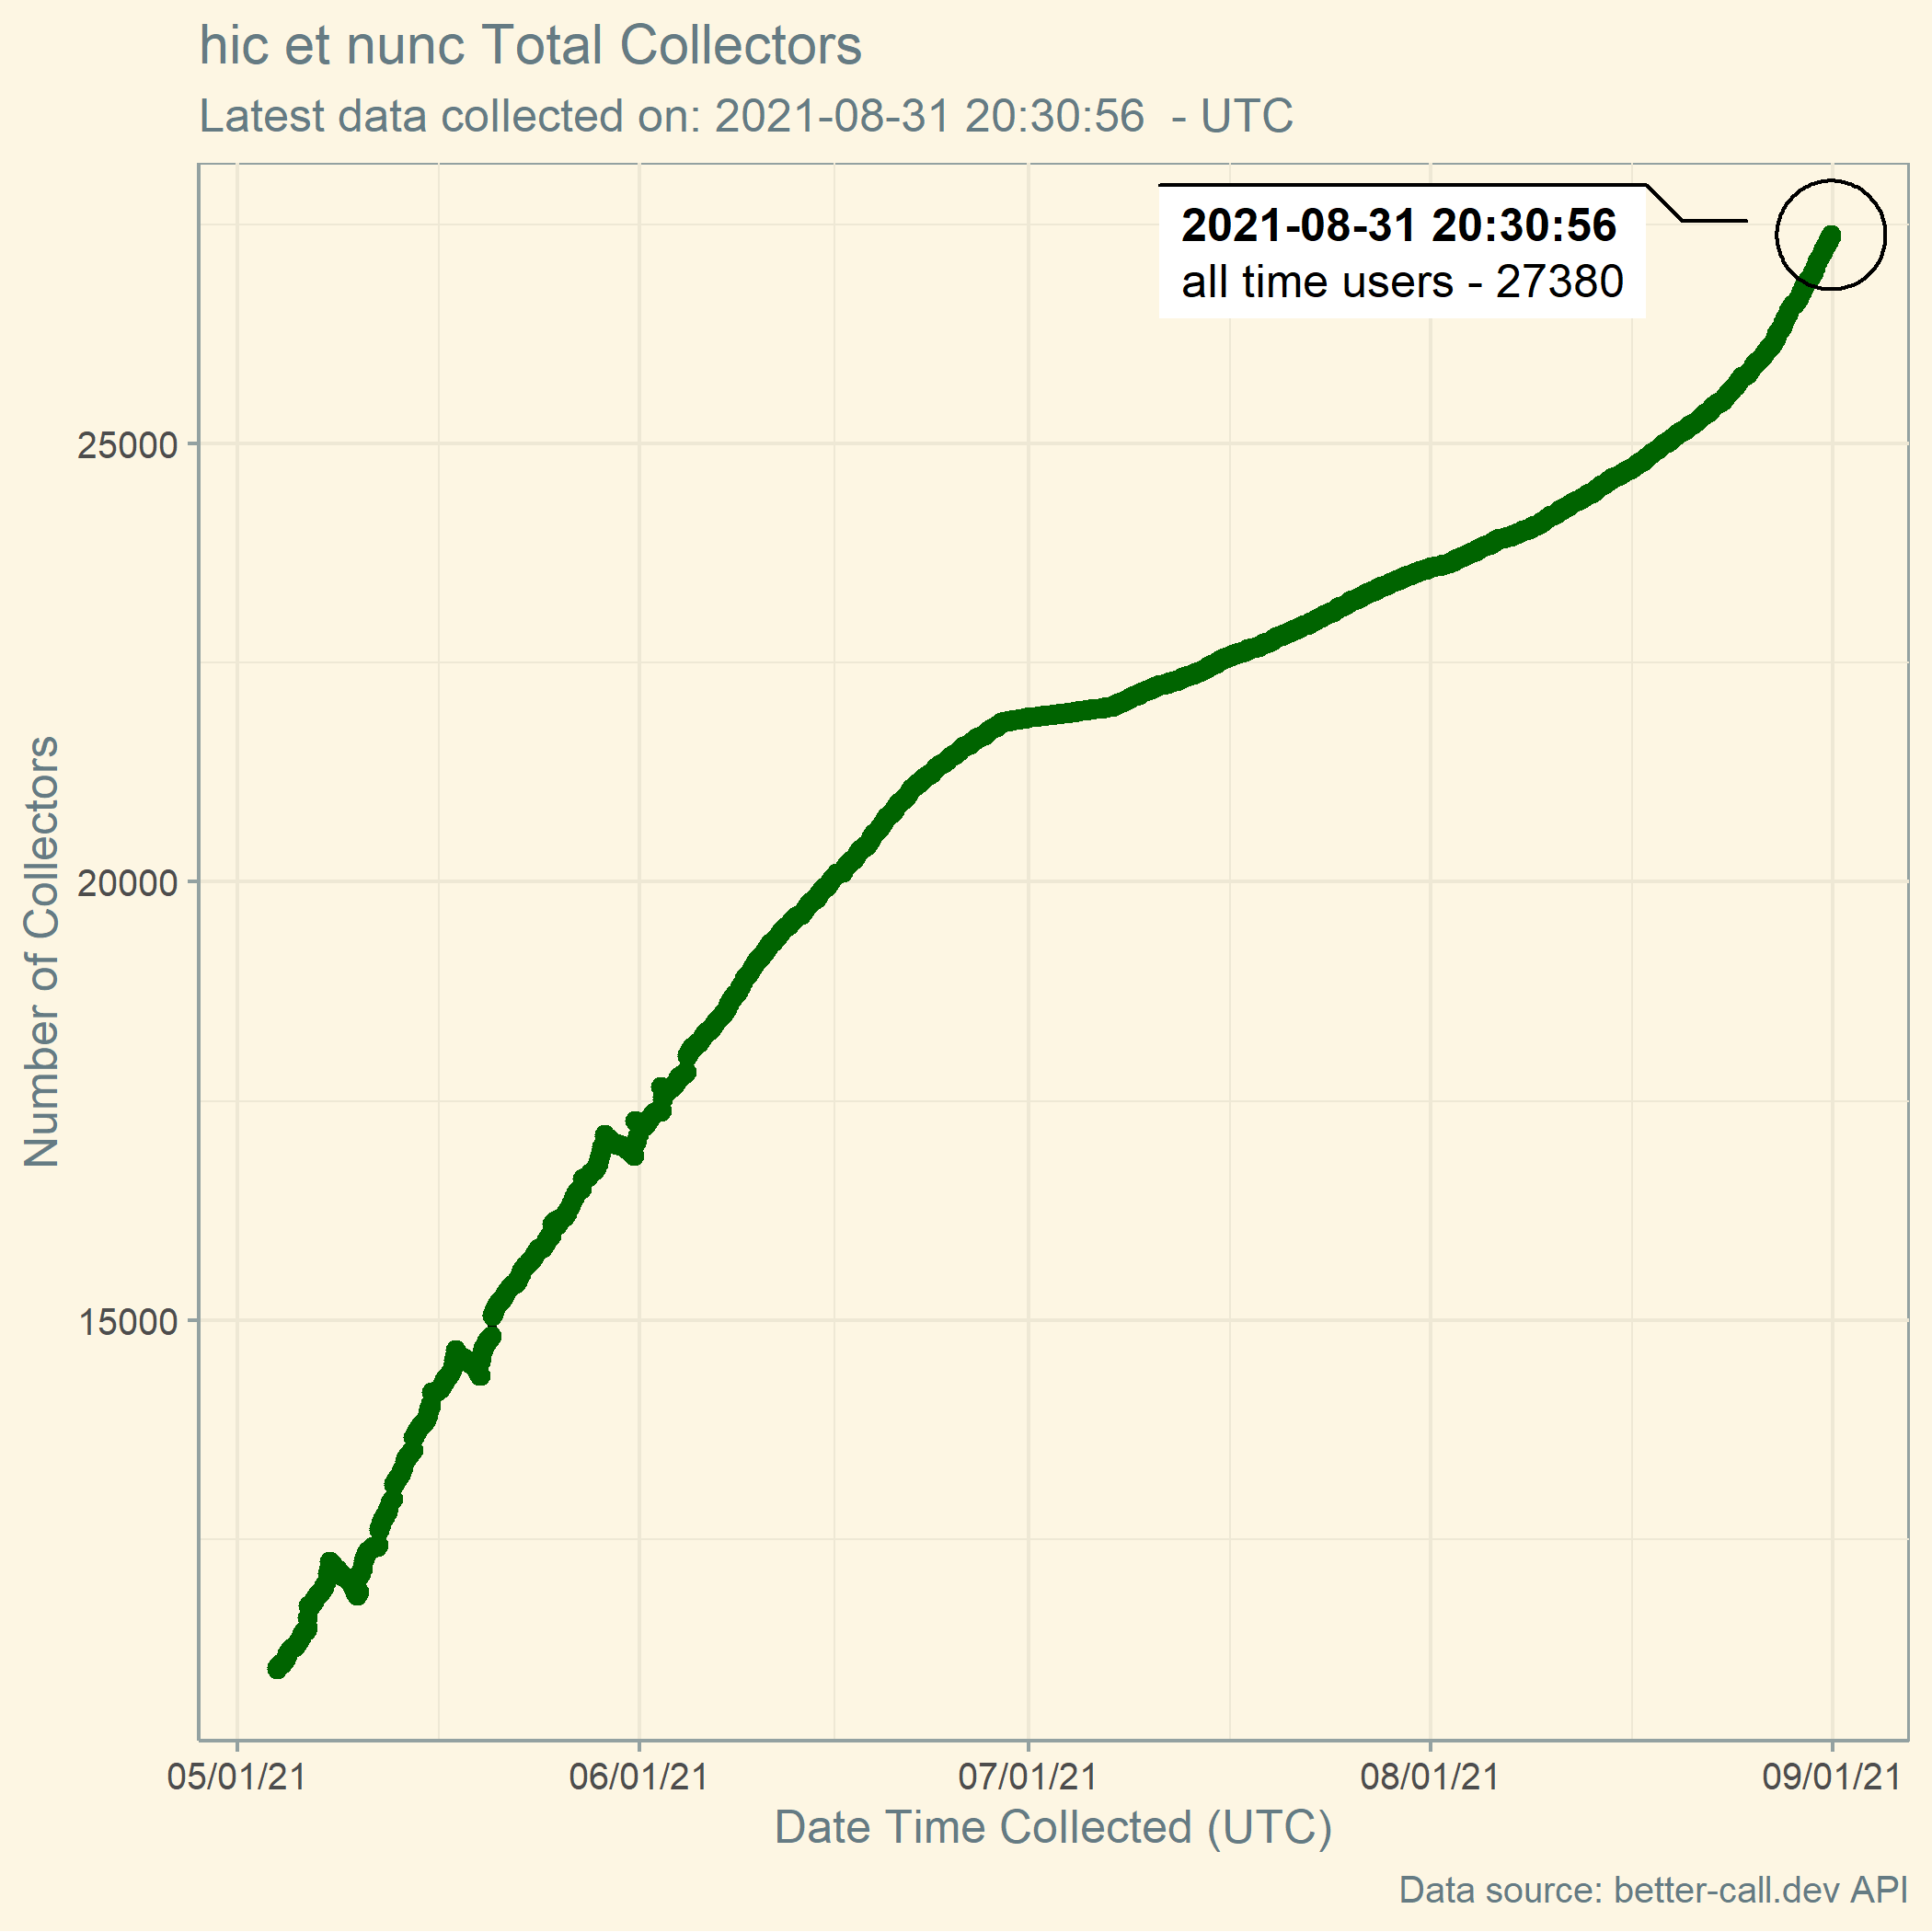 hic et nunc Total Collectors
Latest data collected on: 2021-08-31 20:30:56  - UTC
2021-08-31 20:30:56
all time users - 27380
Number of Collectors
25000
20000
15000
05/01/21
06/01/21
07/01/21
08/01/21
09/01/21
Date Time Collected (UTC)
Data source: better-call.dev API